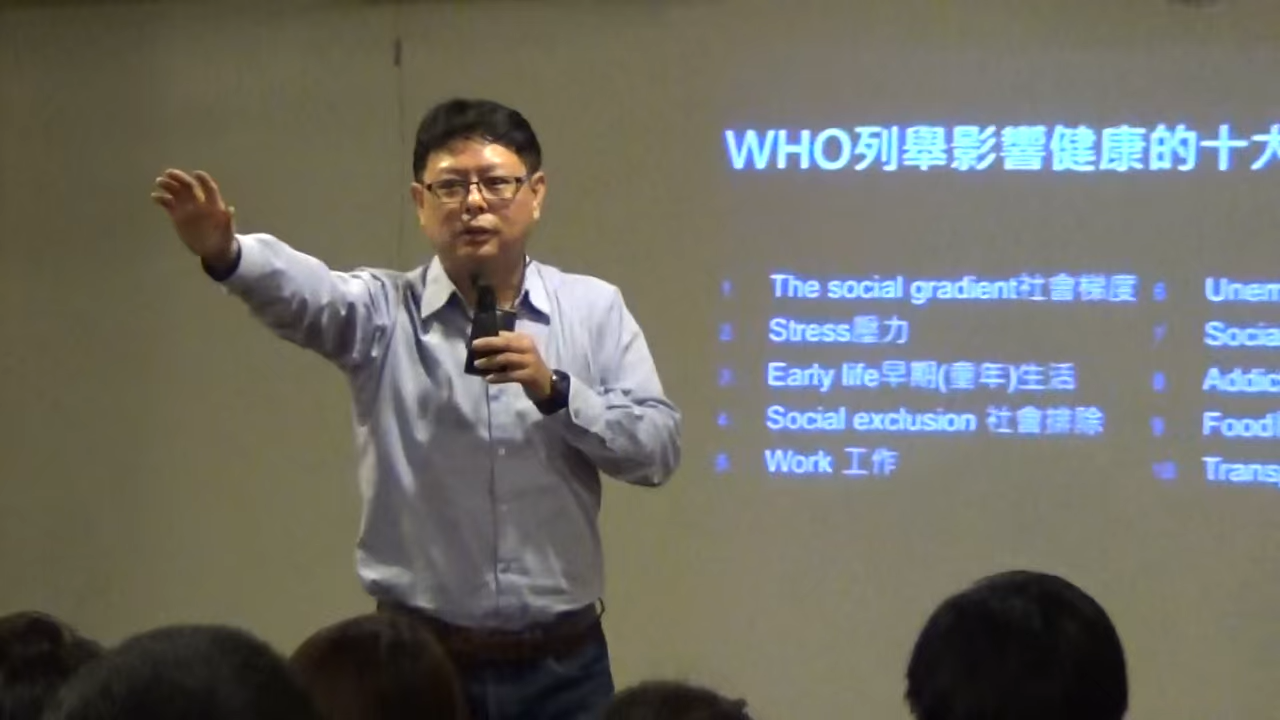 WHO列舉影響健康的十大
1 The social gradient社會梯度
2 Stress壓力
3 Early life早期(童年)生活
4 Social exclusion 社會排除
5 Work 工作
6 Unem
7 Socia
8 Addic
9 Food
10 Trans